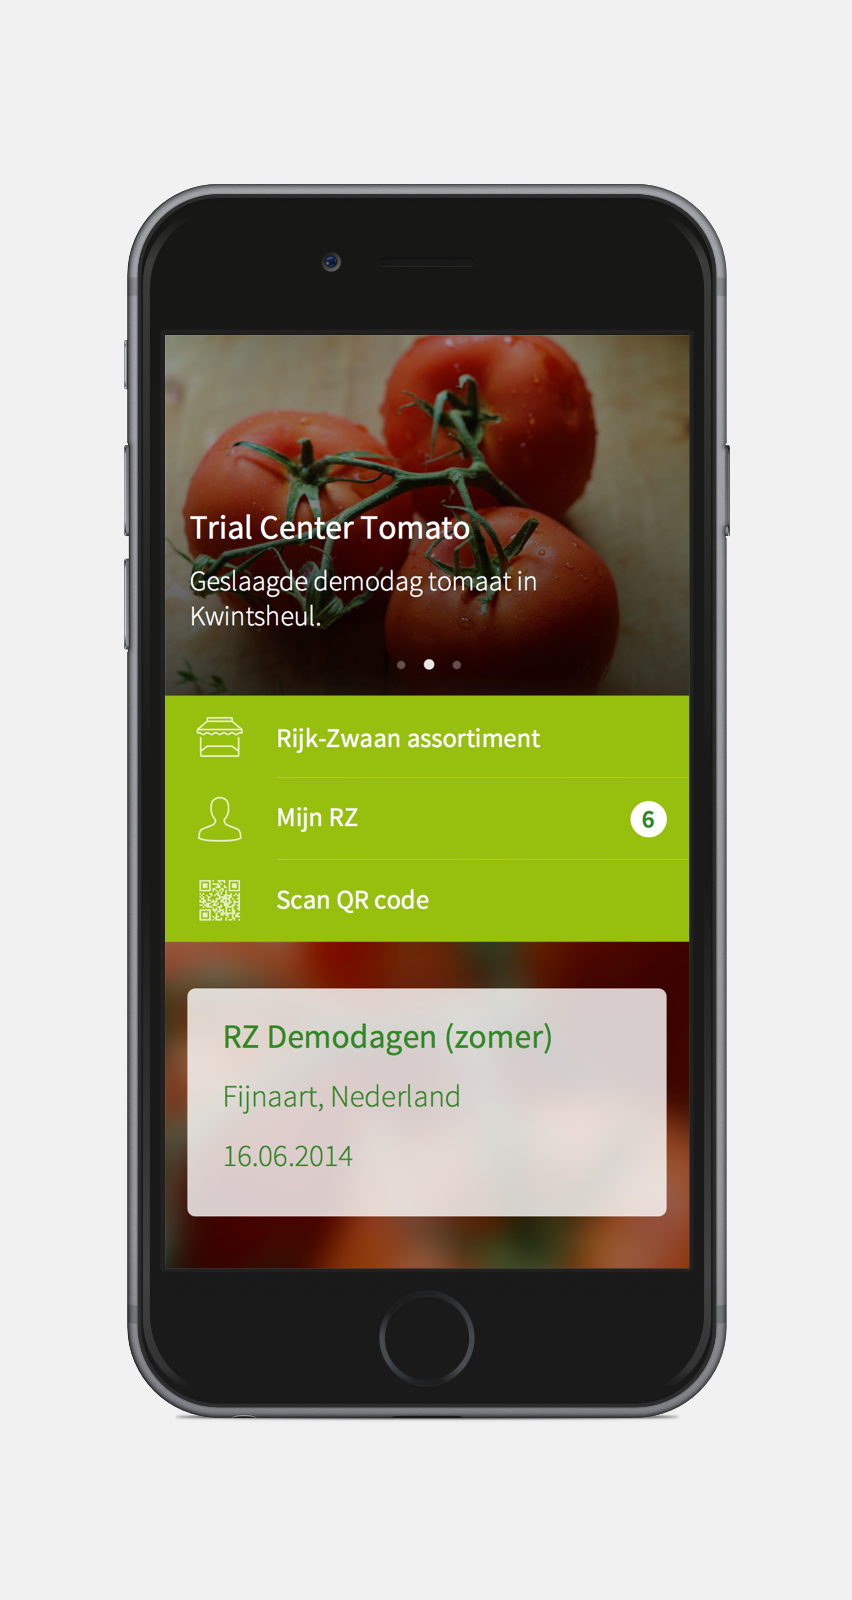 Trial Center Tomato
Geslaagde demodag tomaat in
Kwintsheul.
Rijk-Zwaan assortiment
Mijn RZ
6
Scan QR code
RZ Demodagen (zomer)
Fijnaart, Nederland
16.06.2014